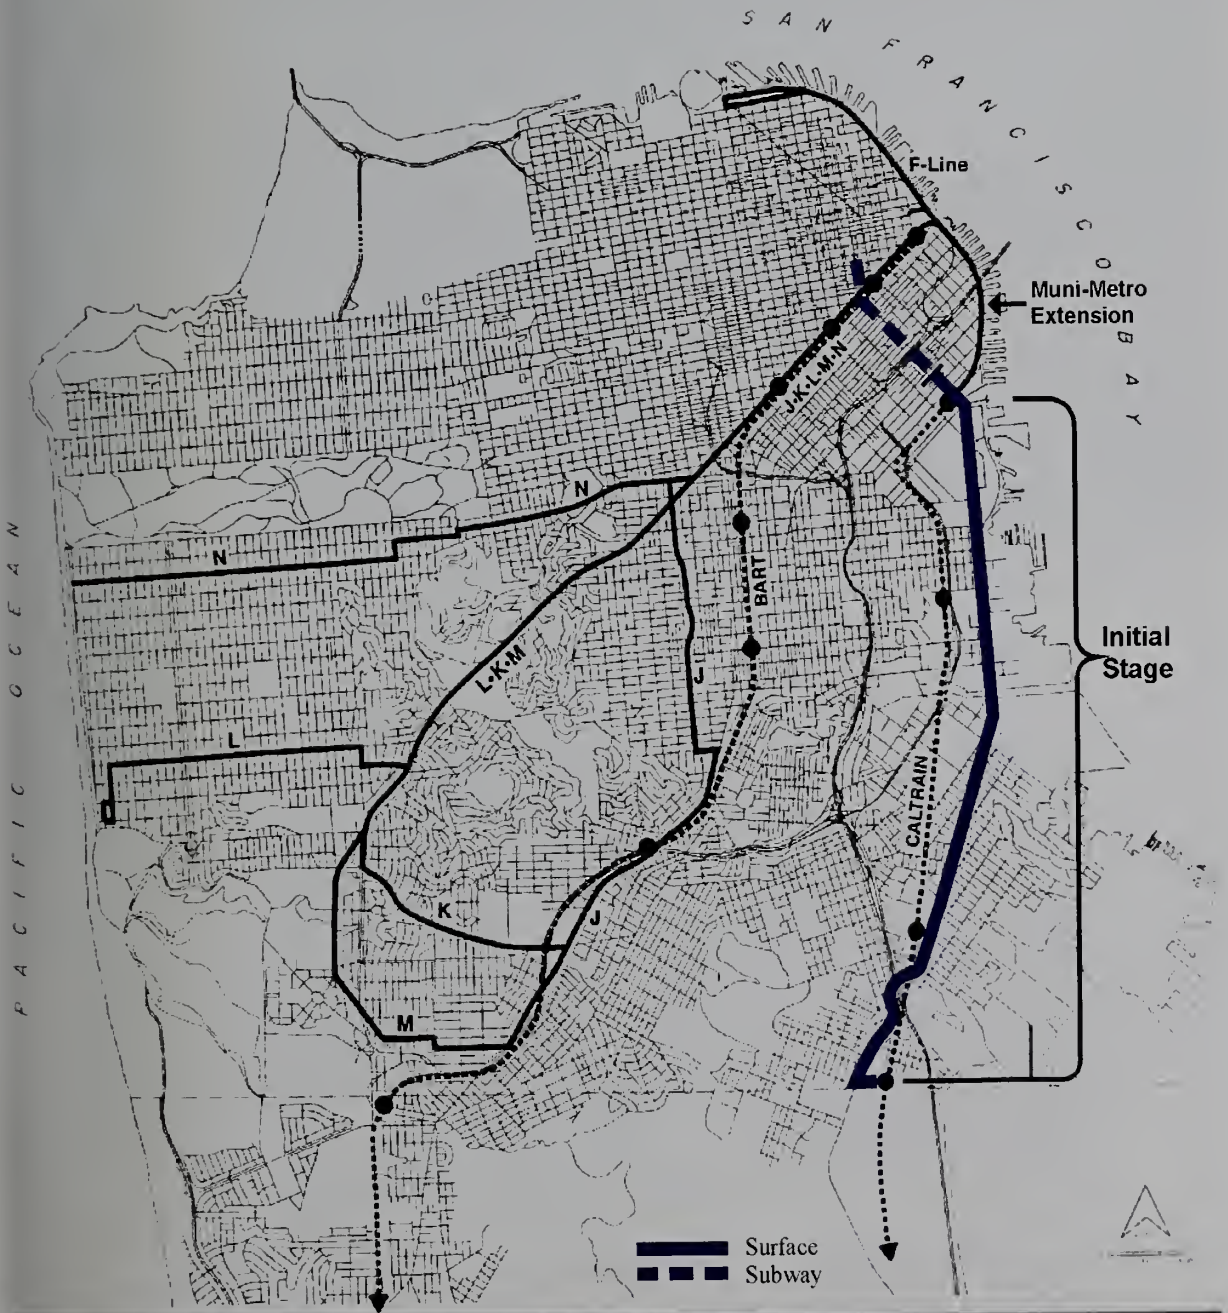 SAN FRANCISCO BAY
F-Line
Muni-Metro
Extension
J•K•L•M•N
N
N
BART
Initial
Stage
L•K•M
J
L
CALTRAIN
K
J
M
PACIFIC OCEAN
Surface
Subway